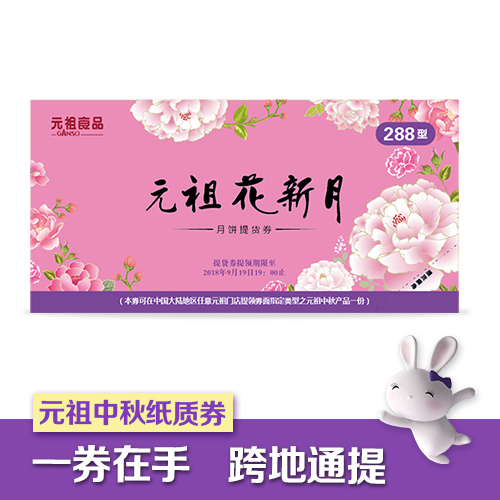 元祖食品
GANSO
288型
元祖花新月
月饼提货券
提货券提领期限至
2018年9月19日19：00止
（本券可在中国大陆地区任意元祖门店提领券面指定类型之元祖中秋产品一份）
元祖中秋纸质券
一券在手 跨地通提